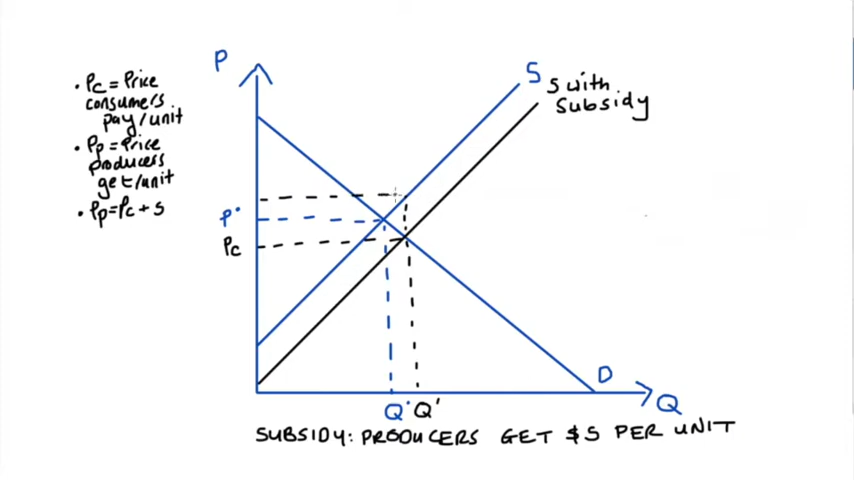 P
S
S with
Subsidy
• Pc = Price
consumers
pay/unit
• Pp = Price
producers
get/unit
• Pp = Pc + s
P*
Pc
D
Q* Q'
Q
SUBSIDY: PRODUCERS GET $S PER UNIT